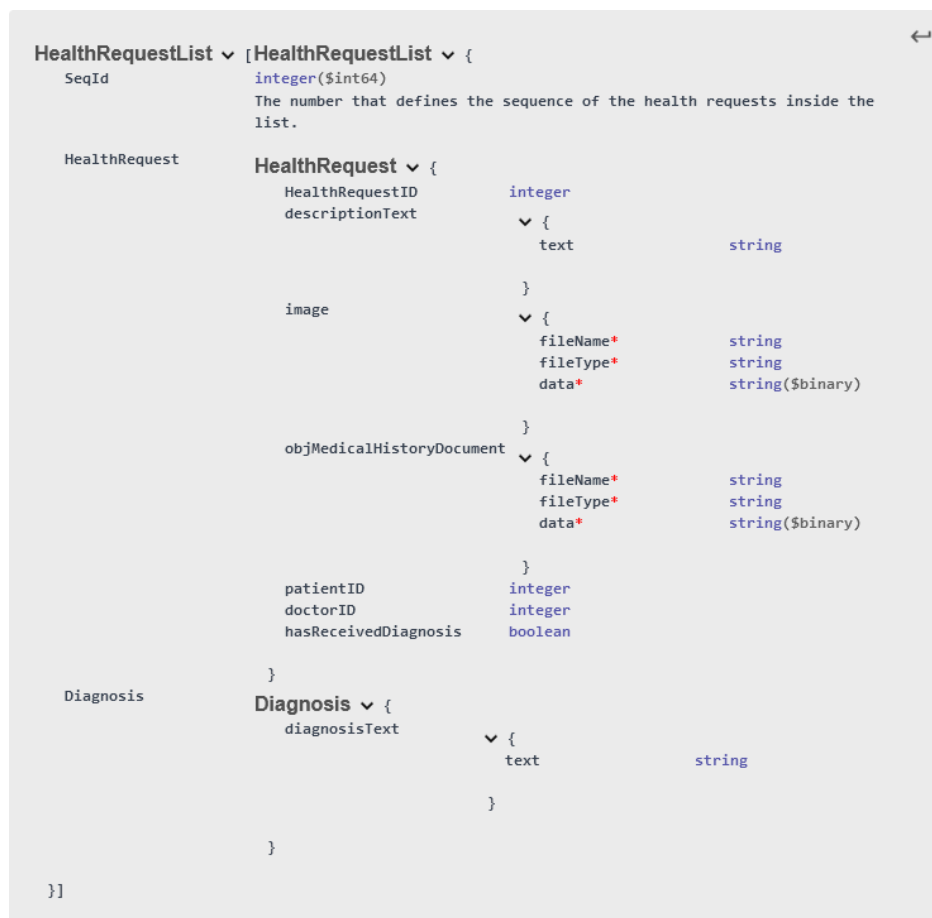 HealthRequestList [HealthRequestList {
SeqId integer($int64)
The number that defines the sequence of the health requests inside the
list.
HealthRequest HealthRequest {
HealthRequestID integer
descriptionText {
text string
}
image {
fileName* string
fileType* string
data* string($binary)
}
objMedicalHistoryDocument {
fileName* string
fileType* string
data* string($binary)
}
patientID integer
doctorID integer
hasReceivedDiagnosis boolean
}
Diagnosis Diagnosis {
diagnosisText {
text string
}
}
}]